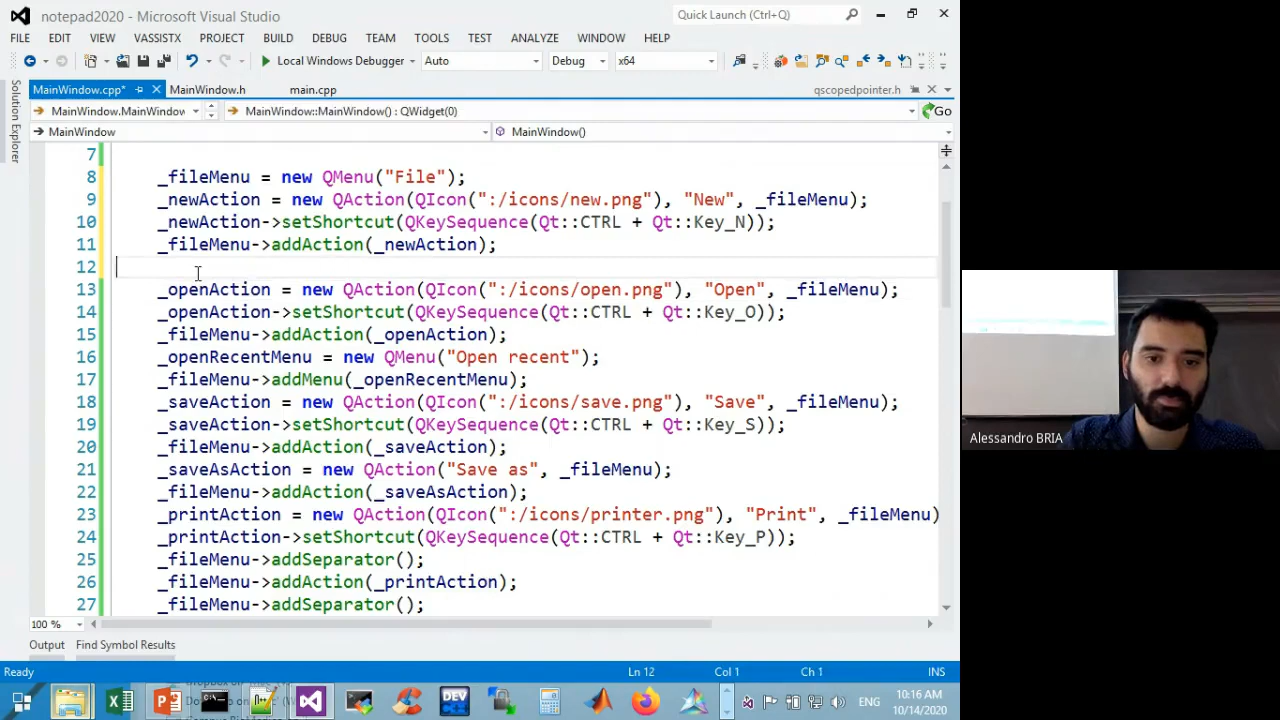 notepad2020 - Microsoft Visual Studio
Quick Launch (Ctrl+Q)
FILE EDIT VIEW VASSISTX PROJECT BUILD DEBUG TEAM TOOLS TEST ANALYZE WINDOW HELP
Local Windows Debugger Auto Debug x64
MainWindow.cpp* MainWindow.h main.cpp qscopedpointer.h
MainWindow.MainWindow MainWindow::MainWindow() : QWidget(0) Go
MainWindow MainWindow()
Solution Explorer
7
8 _fileMenu = new QMenu("File");
9 _newAction = new QAction(QIcon(":/icons/new.png"), "New", _fileMenu);
10 _newAction->setShortcut(QKeySequence(Qt::CTRL + Qt::Key_N));
11 _fileMenu->addAction(_newAction);
12
13 _openAction = new QAction(QIcon(":/icons/open.png"), "Open", _fileMenu);
14 _openAction->setShortcut(QKeySequence(Qt::CTRL + Qt::Key_O));
15 _fileMenu->addAction(_openAction);
16 _openRecentMenu = new QMenu("Open recent");
17 _fileMenu->addMenu(_openRecentMenu);
18 _saveAction = new QAction(QIcon(":/icons/save.png"), "Save", _fileMenu);
19 _saveAction->setShortcut(QKeySequence(Qt::CTRL + Qt::Key_S));
20 _fileMenu->addAction(_saveAction);
21 _saveAsAction = new QAction("Save as", _fileMenu);
22 _fileMenu->addAction(_saveAsAction);
23 _printAction = new QAction(QIcon(":/icons/printer.png"), "Print", _fileMenu)
24 _printAction->setShortcut(QKeySequence(Qt::CTRL + Qt::Key_P));
25 _fileMenu->addSeparator();
26 _fileMenu->addAction(_printAction);
27 _fileMenu->addSeparator();
Alessandro BRIA
100 %
Output Find Symbol Results
Ready Ln 12 Col 1 Ch 1 INS
DEV
ENG
10:16 AM
10/14/2020